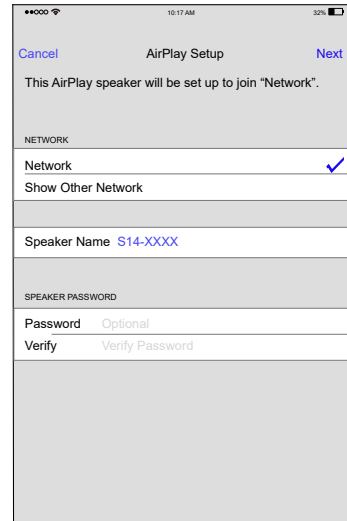 10:17 AM 32%
Cancel AirPlay Setup Next
This AirPlay speaker will be set up to join “Network”.
NETWORK
Network
Show Other Network
Speaker Name S14-XXXX
SPEAKER PASSWORD
Password Optional
Verify Verify Password